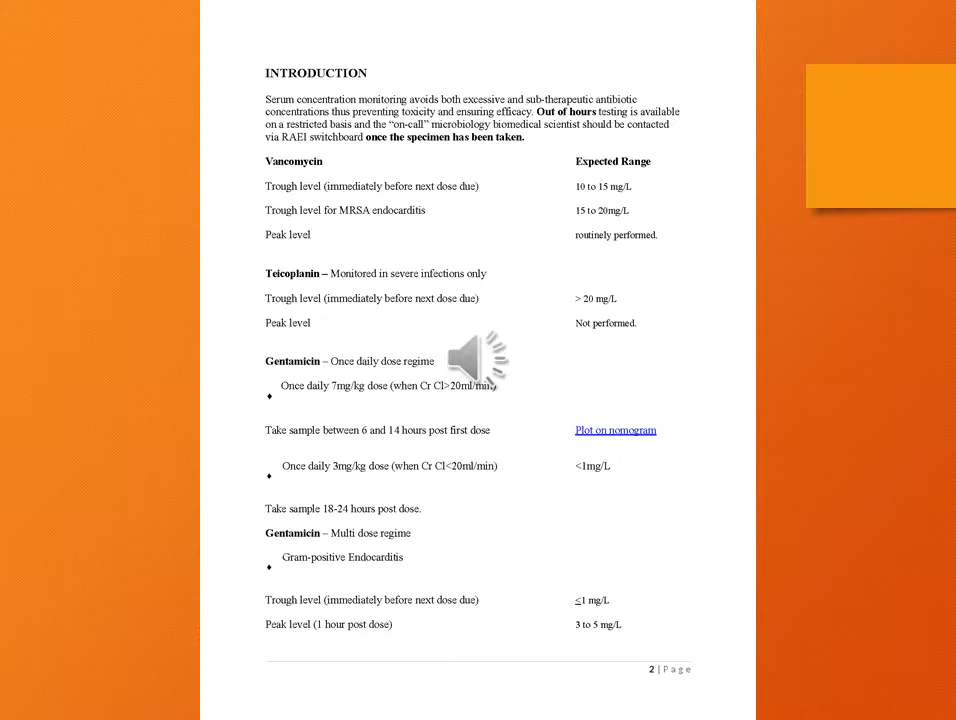 INTRODUCTION
Serum concentration monitoring avoids both excessive and sub-therapeutic antibiotic
concentrations thus preventing toxicity and ensuring efficacy. Out of hours testing is available
on a restricted basis and the “on-call” microbiology biomedical scientist should be contacted
via RAEI switchboard once the specimen has been taken.
Vancomycin Expected Range
Trough level (immediately before next dose due) 10 to 15 mg/L
Trough level for MRSA endocarditis 15 to 20mg/L
Peak level routinely performed.
Teicoplanin – Monitored in severe infections only
Trough level (immediately before next dose due) > 20 mg/L
Peak level Not performed.
Gentamicin – Once daily dose regime
♦ Once daily 7mg/kg dose (when Cr Cl>20ml/min)
Take sample between 6 and 14 hours post first dose Plot on nomogram
♦ Once daily 3mg/kg dose (when Cr Cl<20ml/min) <1mg/L
Take sample 18-24 hours post dose.
Gentamicin – Multi dose regime
♦ Gram-positive Endocarditis
Trough level (immediately before next dose due) <1 mg/L
Peak level (1 hour post dose) 3 to 5 mg/L
2 | Page